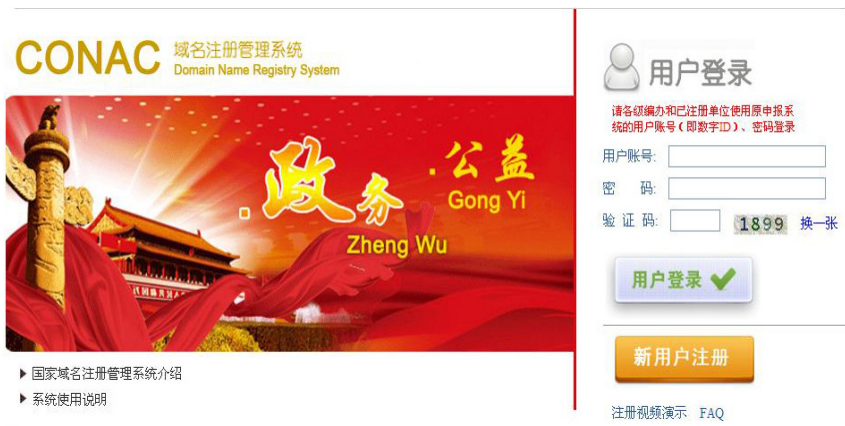 CONAC 域名注册管理系统
Domain Name Registry System
.政务
Zheng Wu
.公益
Gong Yi
国家域名注册管理系统介绍
系统使用说明
用户登录
请各级编办和已注册单位使用原申报系
统的用户账号(即数字ID)、密码登录
用户账号:
密 码:
验 证 码: 1899 换一张
用户登录
新用户注册
注册视频演示 FAQ